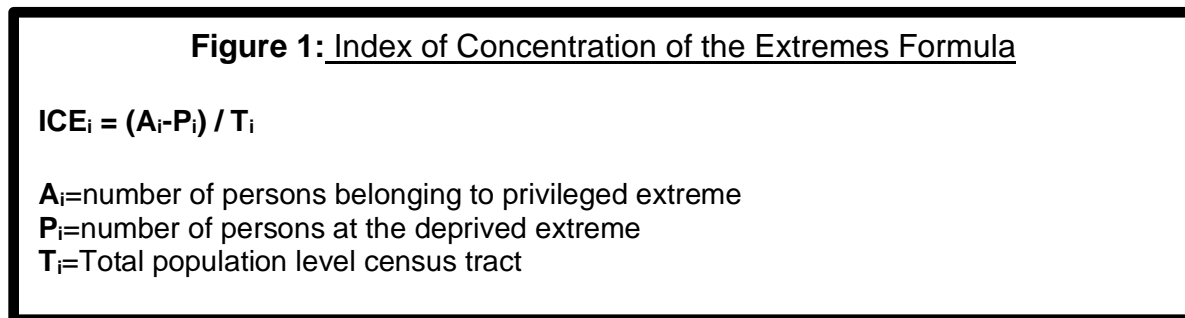 Figure 1: Index of Concentration of the Extremes Formula
ICEᵢ = (Aᵢ-Pᵢ) / Tᵢ
Aᵢ=number of persons belonging to privileged extreme
Pᵢ=number of persons at the deprived extreme
Tᵢ=Total population level census tract